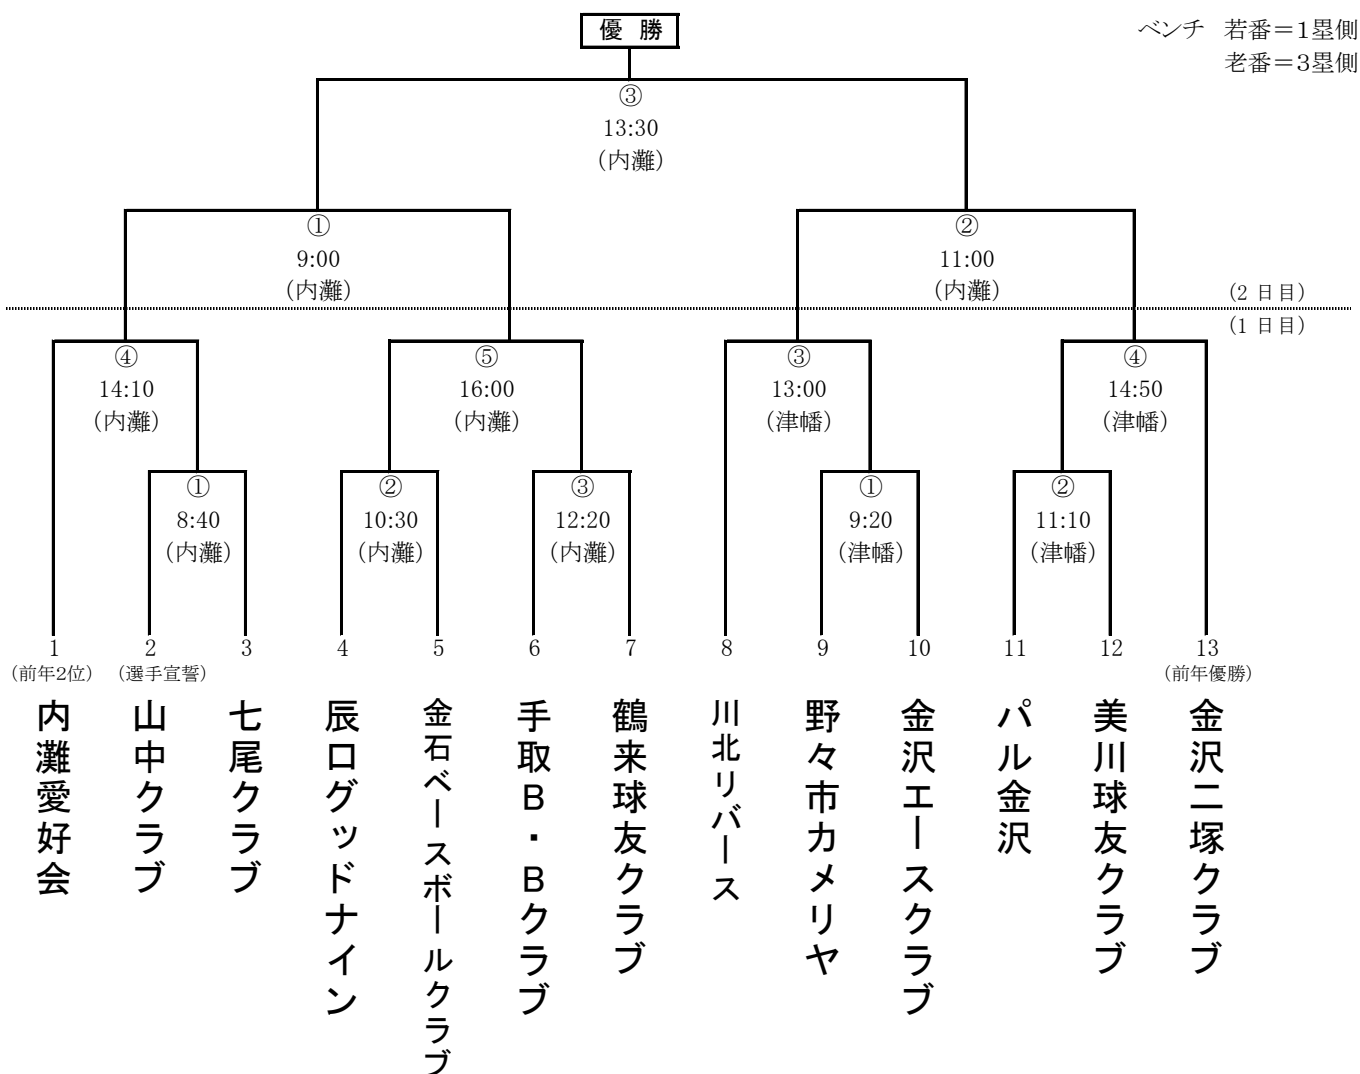 優 勝
ベンチ 若番＝1塁側
老番＝3塁側
③
13:30
（内灘）
①
9:00
（内灘）
②
11:00
（内灘）
（2 日目）
（1 日目）
④
14:10
（内灘）
⑤
16:00
（内灘）
③
13:00
（津幡）
④
14:50
（津幡）
①
8:40
（内灘）
②
10:30
（内灘）
③
12:20
（内灘）
①
9:20
（津幡）
②
11:10
（津幡）
1
（前年2位）
内灘愛好会
2
（選手宣誓）
山中クラブ
3
七尾クラブ
4
辰口グッドナイン
5
金石ベースボールクラブ
6
手取B・Bクラブ
7
鶴来球友クラブ
8
川北リバース
9
野々市カメリヤ
10
金沢エースクラブ
11
パル金沢
12
美川球友クラブ
13
（前年優勝）
金沢二塚クラブ